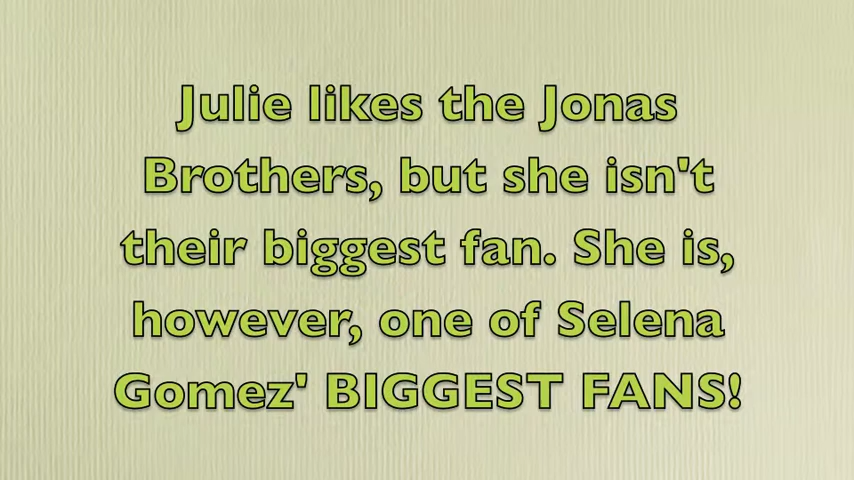 Julie likes the Jonas
Brothers, but she isn't
their biggest fan. She is,
however, one of Selena
Gomez' BIGGEST FANS!